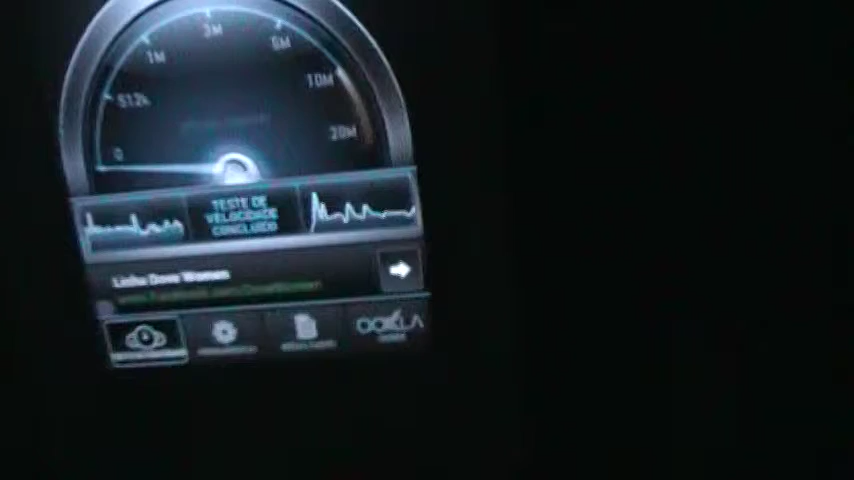 3M
1M
5M
512k
10M
0
20M
TESTE DE
VELOCIDADE
CONCLUÍDO
Linha Dove Women
OOKLA